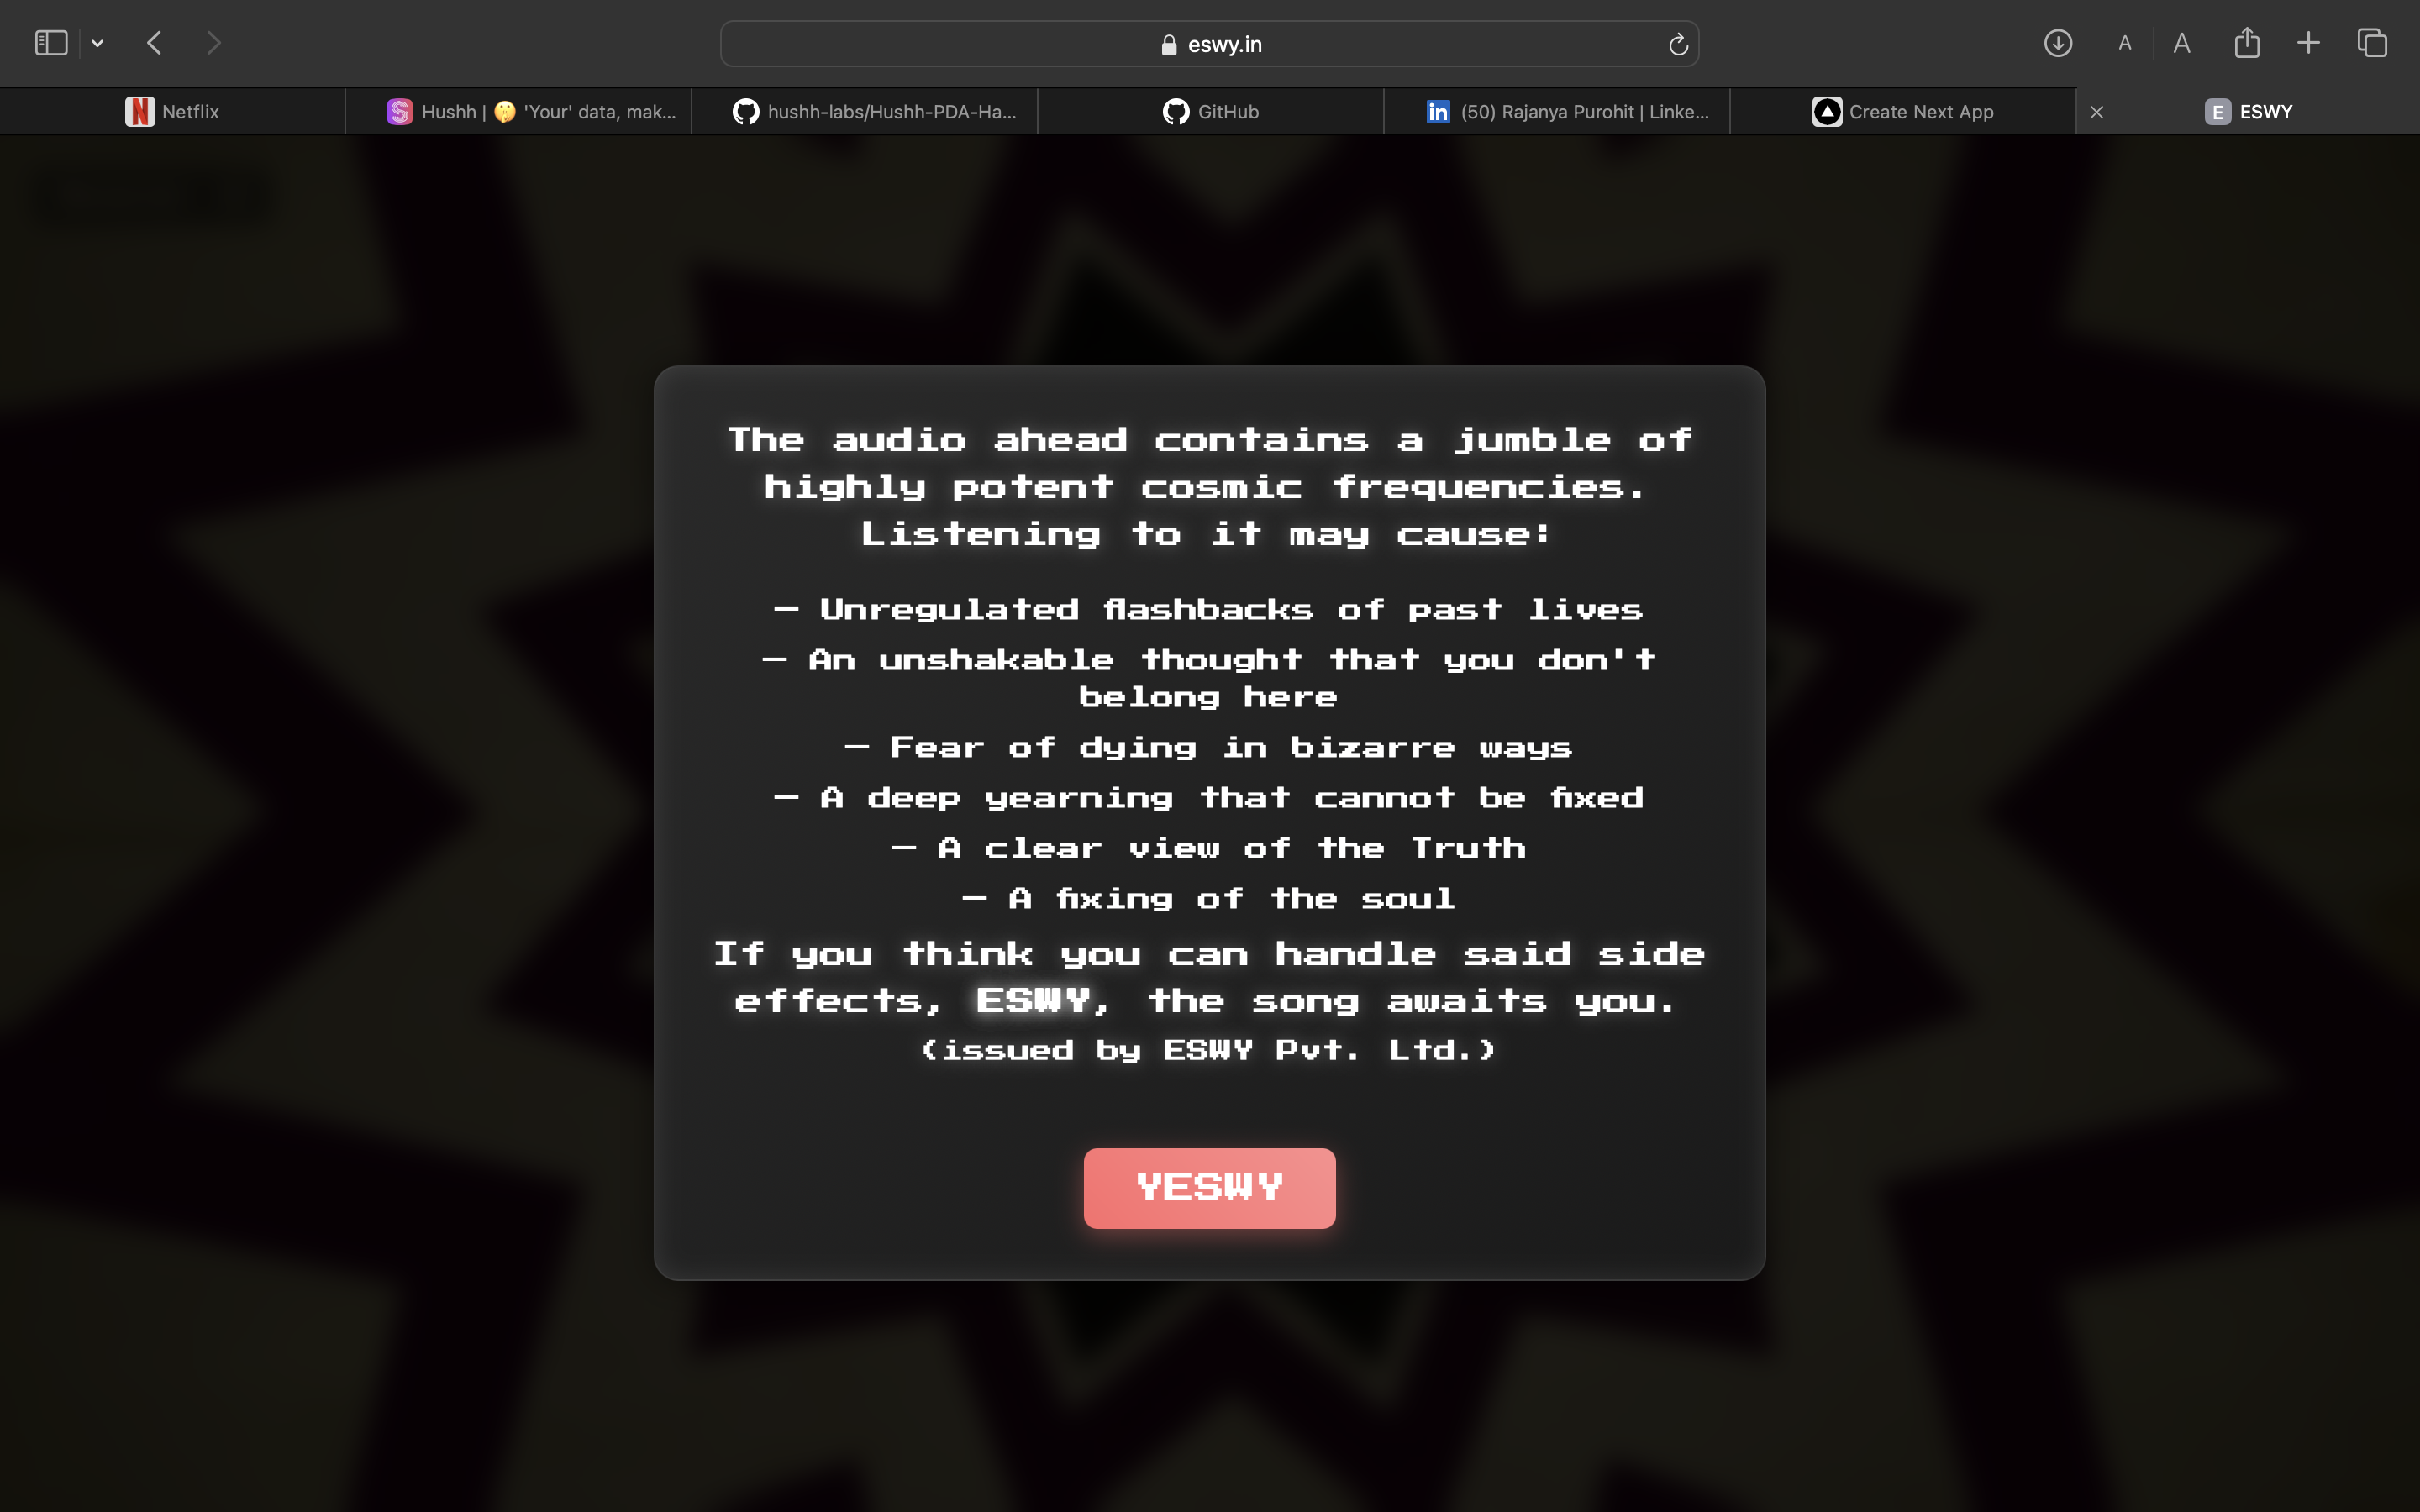 eswy.in
A A
Netflix
Hushh | 🤫 'Your' data, mak...
hushh-labs/Hushh-PDA-Ha...
GitHub
in (50) Rajanya Purohit | Linke...
Create Next App
E ESWY
The audio ahead contains a jumble of
highly potent cosmic frequencies.
Listening to it may cause:
— Unregulated flashbacks of past lives
— An unshakable thought that you don't
belong here
— Fear of dying in bizarre ways
— A deep yearning that cannot be fixed
— A clear view of the Truth
— A fixing of the soul
If you think you can handle said side
effects, ESWY, the song awaits you.
(issued by ESWY Pvt. Ltd.)
YESWY